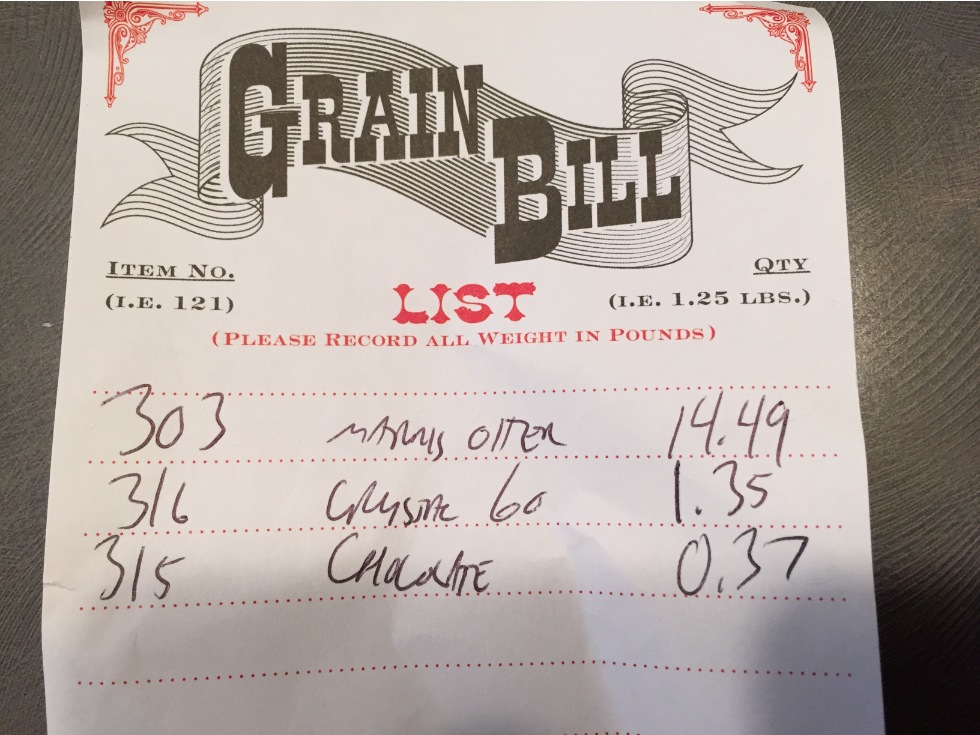 GRAIN BILL
ITEM NO. QTY
(I.E. 121) LIST (I.E. 1.25 LBS.)
(PLEASE RECORD ALL WEIGHT IN POUNDS)
303 MARRIS OTTER 14.49
316 CRYSTAL 60 1.35
315 CHOCOLATE 0.37